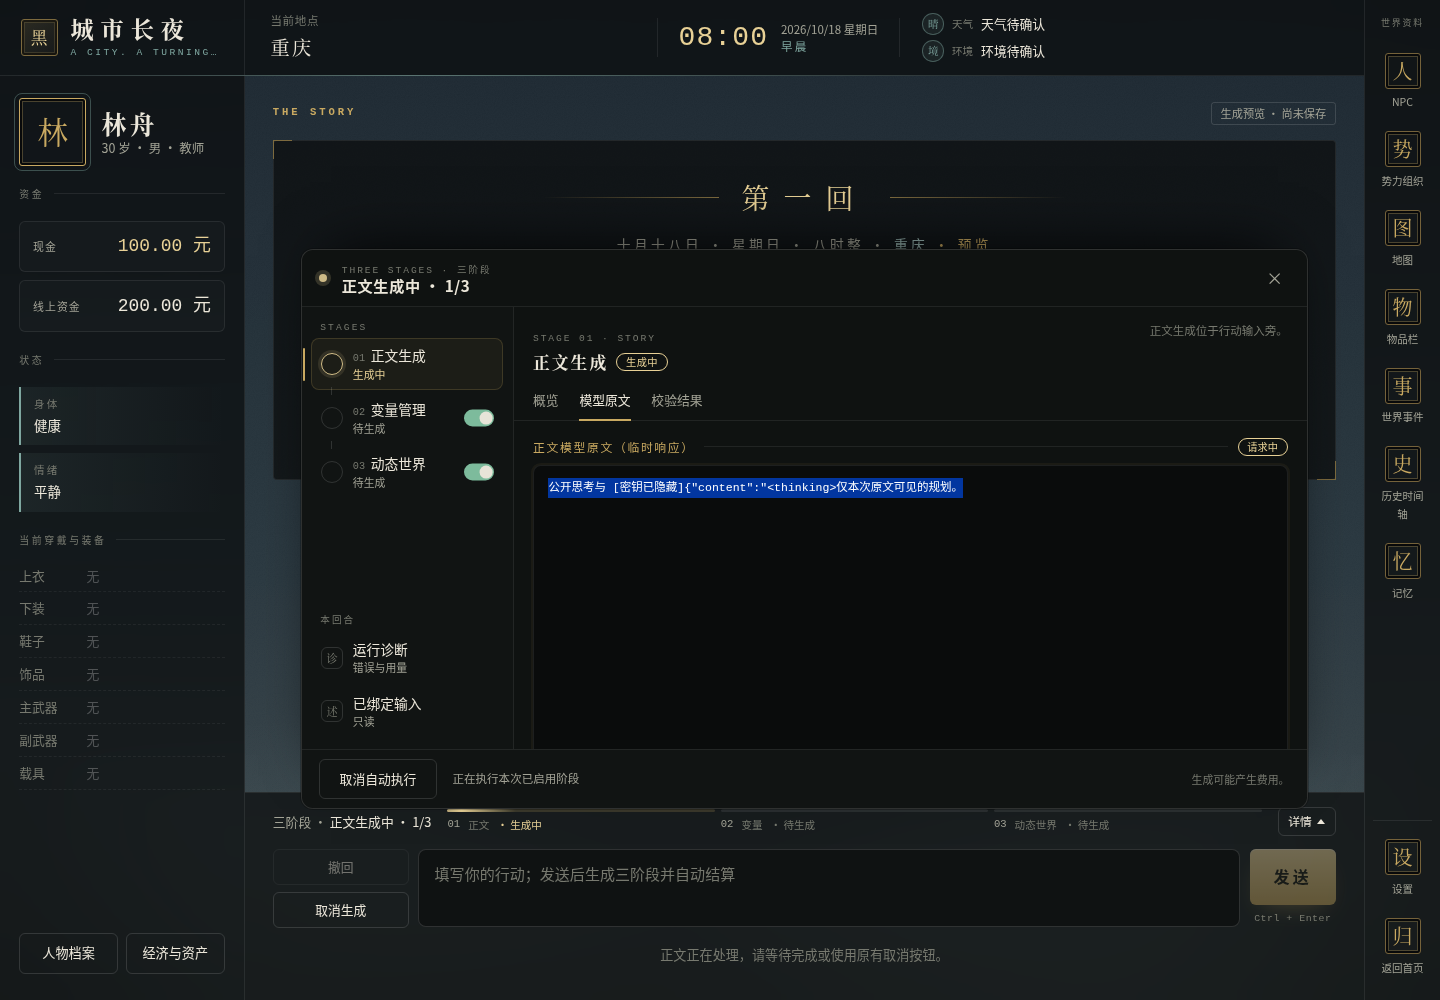 黑
城市长夜
A CITY. A TURNING…
当前地点
重庆
08:00
2026/10/18 星期日
早晨
晴 天气 天气待确认
境 环境 环境待确认
世界资料
人
NPC
势
势力组织
图
地图
物
物品栏
事
世界事件
史
历史时间
轴
忆
记忆
设
设置
归
返回首页
林
林舟
30 岁 · 男 · 教师
资金
现金 100.00 元
线上资金 200.00 元
状态
身体
健康
情绪
平静
当前穿戴与装备
上衣 无
下装 无
鞋子 无
饰品 无
主武器 无
副武器 无
载具 无
人物档案 经济与资产
THE STORY
生成预览 · 尚未保存
第一回
十月十八日 · 星期日 · 八时整 · 重庆 · 预览
THREE STAGES · 三阶段
正文生成中 · 1/3
×
STAGES
01 正文生成
生成中
02 变量管理
待生成
03 动态世界
待生成
本回合
诊 运行诊断
错误与用量
述 已绑定输入
只读
STAGE 01 · STORY
正文生成位于行动输入旁。
正文生成 生成中
概览 模型原文 校验结果
正文模型原文（临时响应）
请求中
公开思考与 [密钥已隐藏]{"content":"<thinking>仅本次原文可见的规划。
取消自动执行
正在执行本次已启用阶段
生成可能产生费用。
三阶段 · 正文生成中 · 1/3
01 正文 · 生成中
02 变量 · 待生成
03 动态世界 · 待生成
详情
撤回
取消生成
填写你的行动；发送后生成三阶段并自动结算
发送
Ctrl + Enter
正文正在处理，请等待完成或使用原有取消按钮。